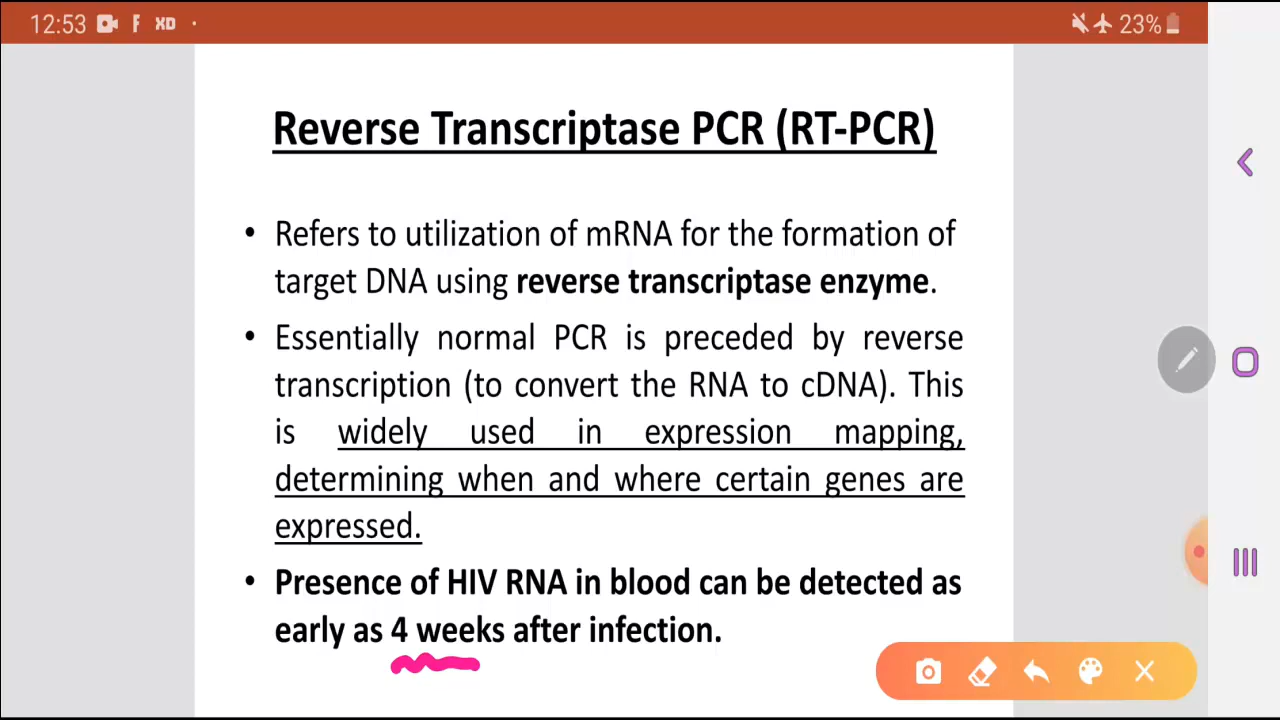 12:53 f XD 23%
Reverse Transcriptase PCR (RT-PCR)
• Refers to utilization of mRNA for the formation of
target DNA using reverse transcriptase enzyme.
• Essentially normal PCR is preceded by reverse
transcription (to convert the RNA to cDNA). This
is widely used in expression mapping,
determining when and where certain genes are
expressed.
• Presence of HIV RNA in blood can be detected as
early as 4 weeks after infection.